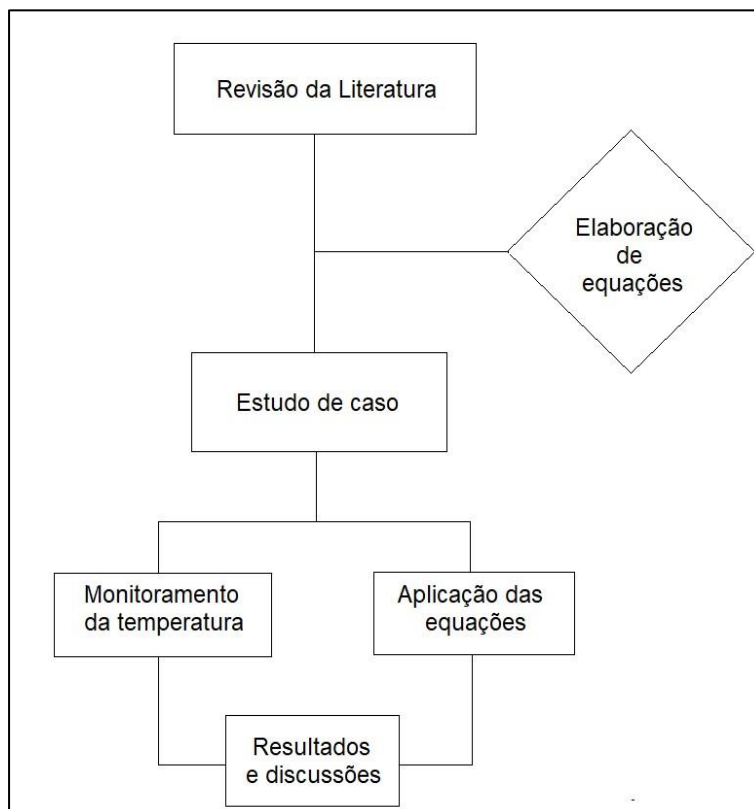 Revisão da Literatura
Elaboração
de
equações
Estudo de caso
Monitoramento
da temperatura
Aplicação das
equações
Resultados
e discussões